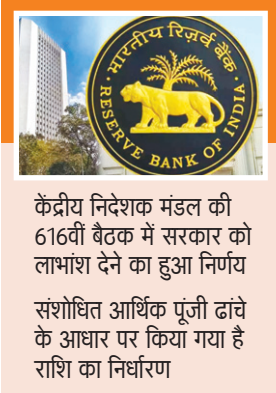 भारतीय रिज़र्व बैंक
RESERVE BANK OF INDIA
केंद्रीय निदेशक मंडल की
616वीं बैठक में सरकार को
लाभांश देने का हुआ निर्णय
संशोधित आर्थिक पूंजी ढांचे
के आधार पर किया गया है
राशि का निर्धारण